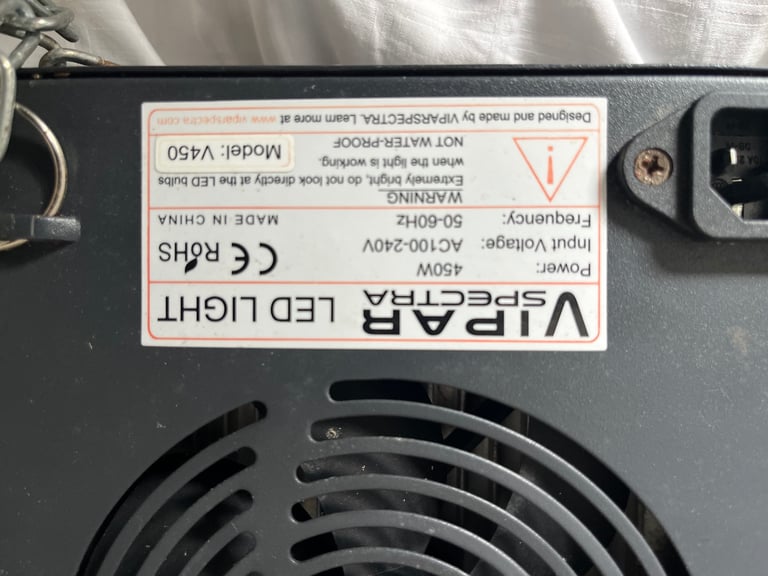 VIPAR
SPECTRA
LED LIGHT
Power: 450W
Input Voltage: AC100-240V
Frequency: 50-60Hz
CE RoHS
MADE IN CHINA
WARNING
Extremely bright, do not look directly at the LED bulbs
when the light is working.
NOT WATER-PROOF
Model: V450
Designed and made by VIPARSPECTRA. Learn more at www.viparspectra.com